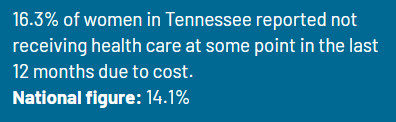 16.3% of women in Tennessee reported not
receiving health care at some point in the last
12 months due to cost.
National figure: 14.1%